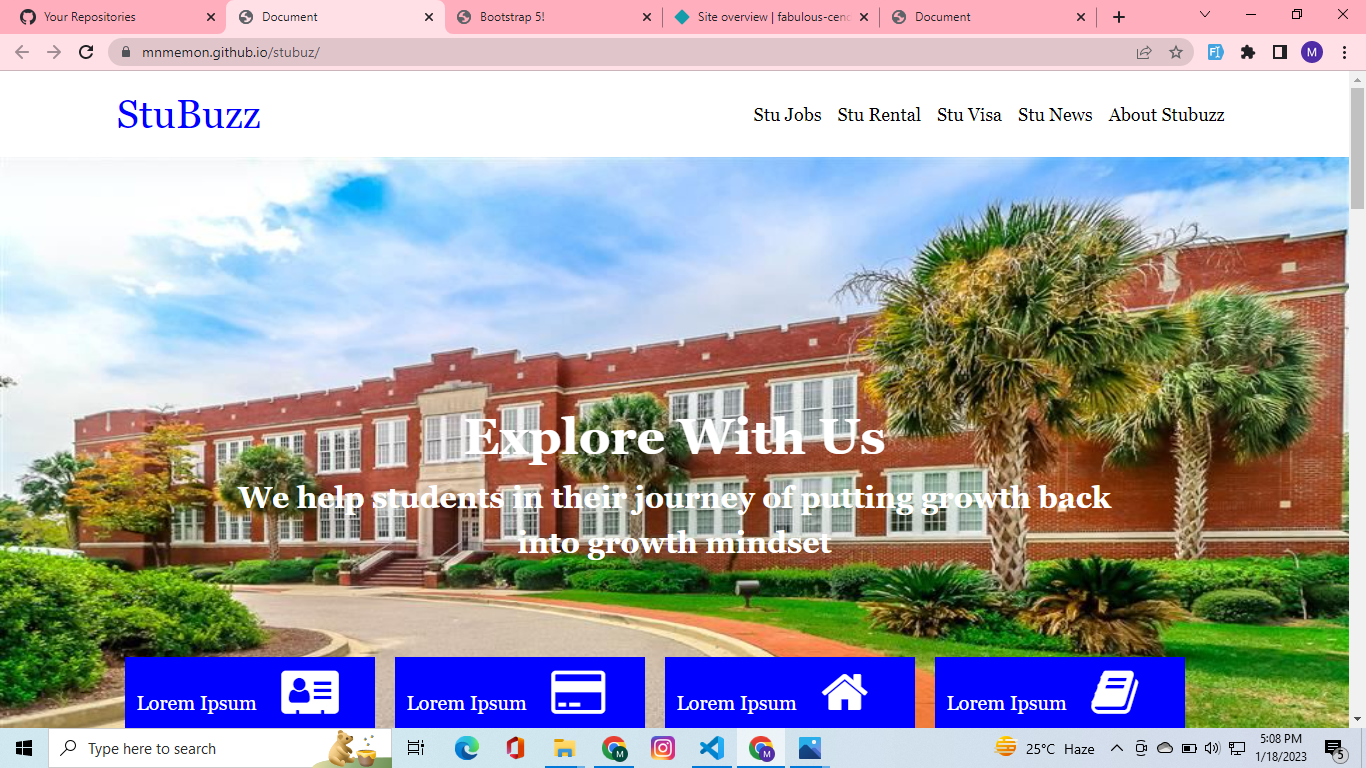 Your Repositories
Document
Bootstrap 5!
Site overview | fabulous-cen
Document
mnmemon.github.io/stubuz/
M
StuBuzz
Stu Jobs Stu Rental Stu Visa Stu News About Stubuzz
Explore With Us
We help students in their journey of putting growth back
into growth mindset
Lorem Ipsum
Lorem Ipsum
Lorem Ipsum
Lorem Ipsum
Type here to search
M
M
25°C Haze
5:08 PM
1/18/2023
5